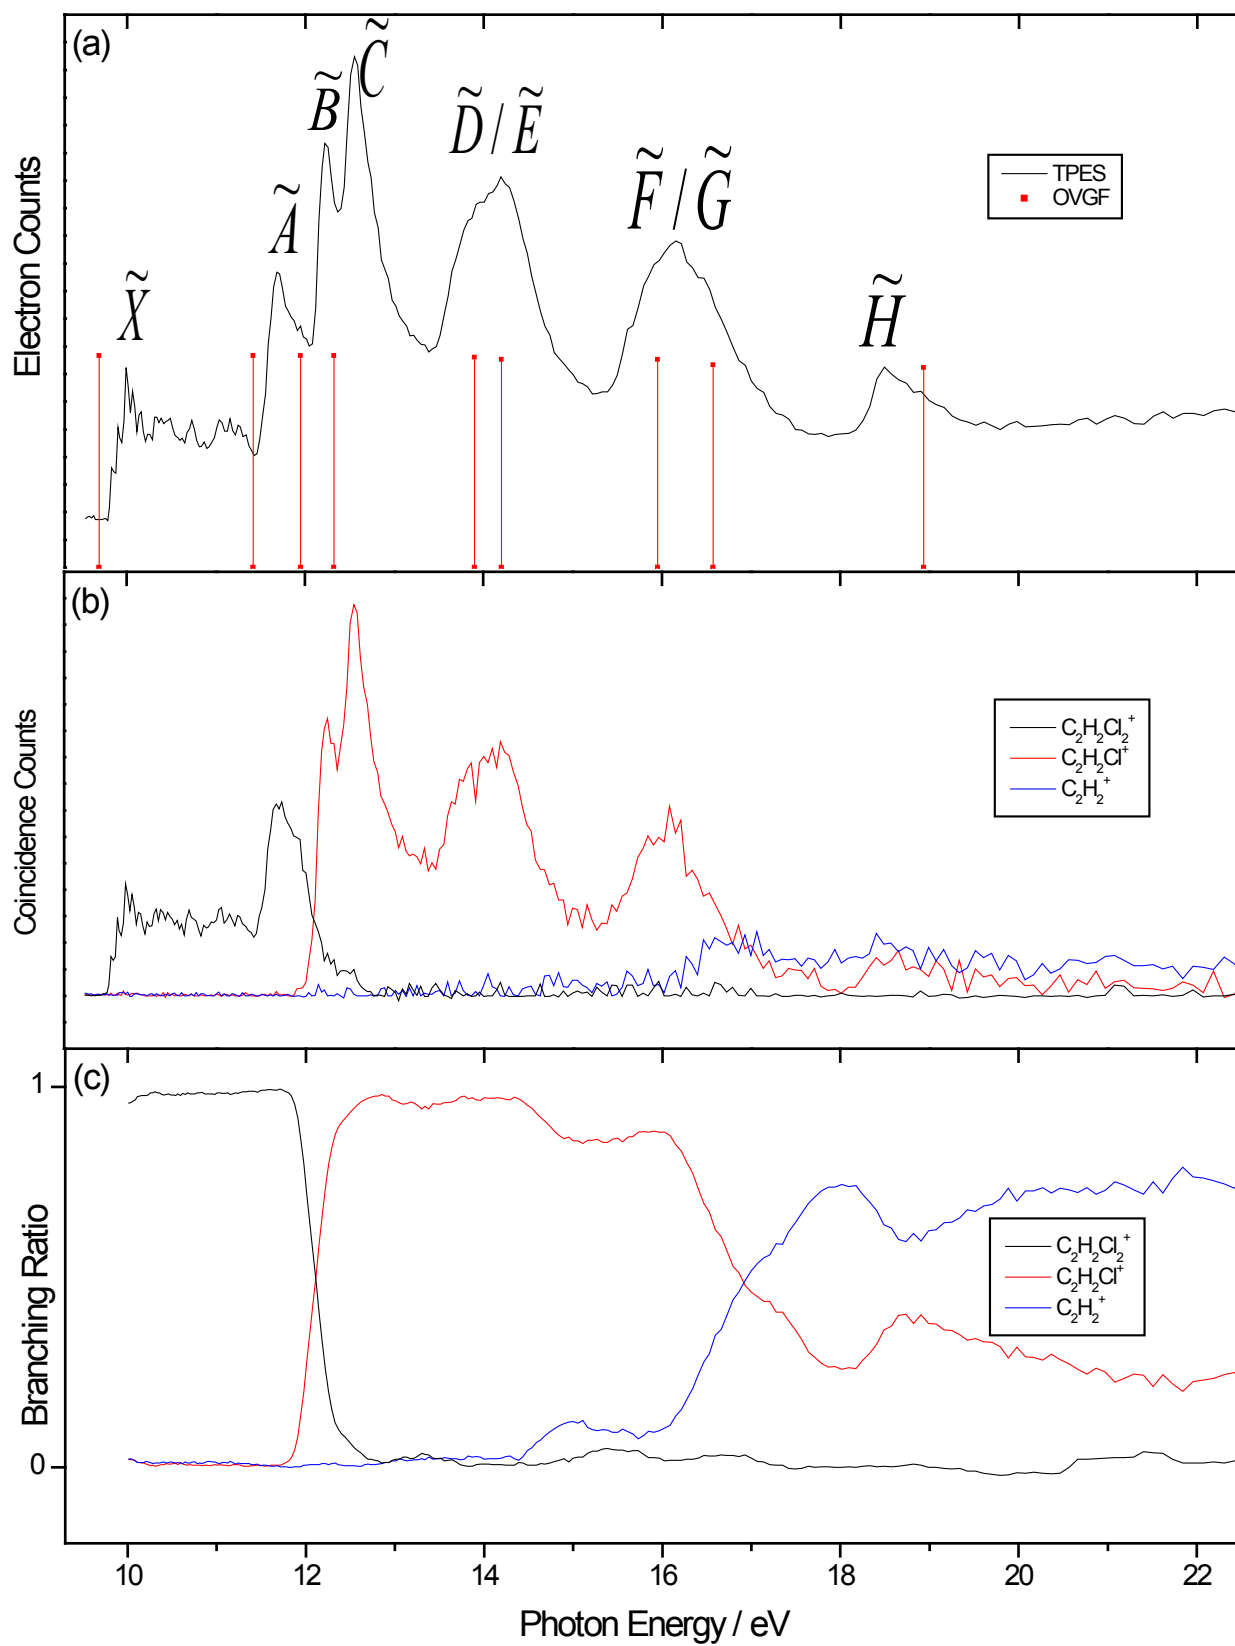 (a)
Electron Counts
X̃
Ã
B̃
C̃
D̃ / Ẽ
F̃ / G̃
H̃
TPES
OVGF
(b)
Coincidence Counts
C₂H₂Cl₂⁺
C₂H₂Cl⁺
C₂H₂⁺
(c)
Branching Ratio
1
0
C₂H₂Cl₂⁺
C₂H₂Cl⁺
C₂H₂⁺
10 12 14 16 18 20 22
Photon Energy / eV